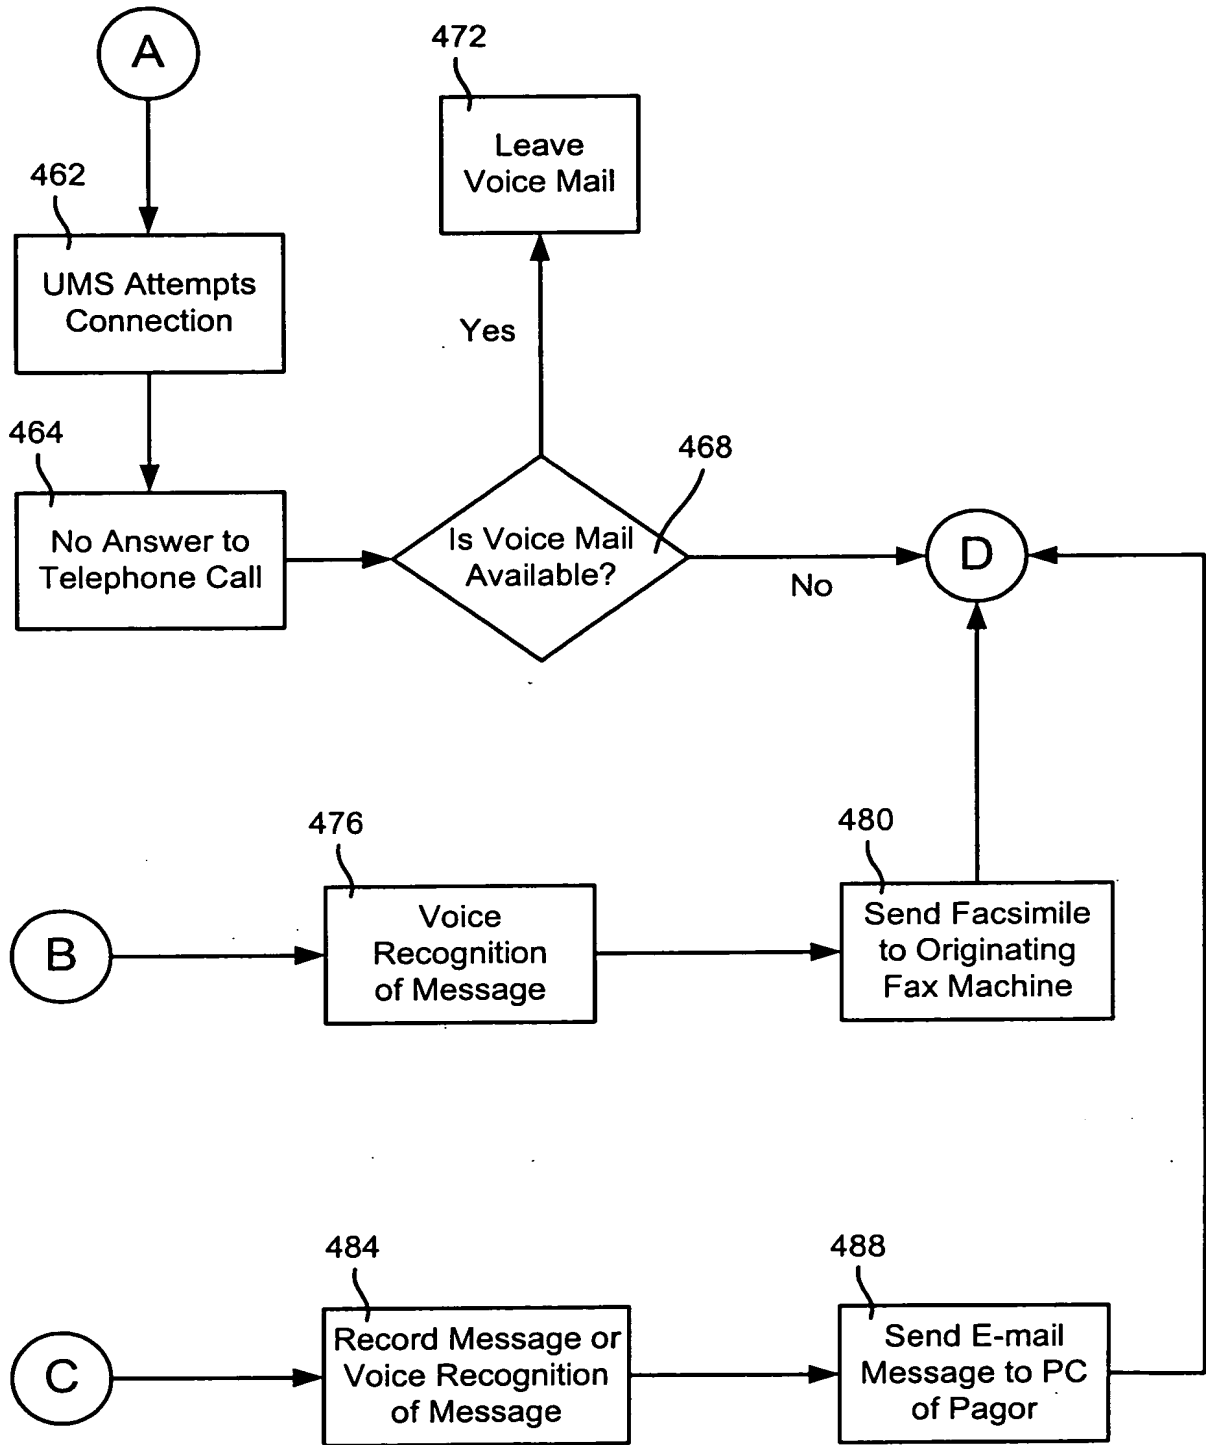 A
472
Leave
Voice Mail
462
UMS Attempts
Connection
Yes
464
No Answer to
Telephone Call
468
Is Voice Mail
Available?
No
D
476
Voice
Recognition
of Message
480
Send Facsimile
to Originating
Fax Machine
B
484
Record Message or
Voice Recognition
of Message
488
Send E-mail
Message to PC
of Pagor
C